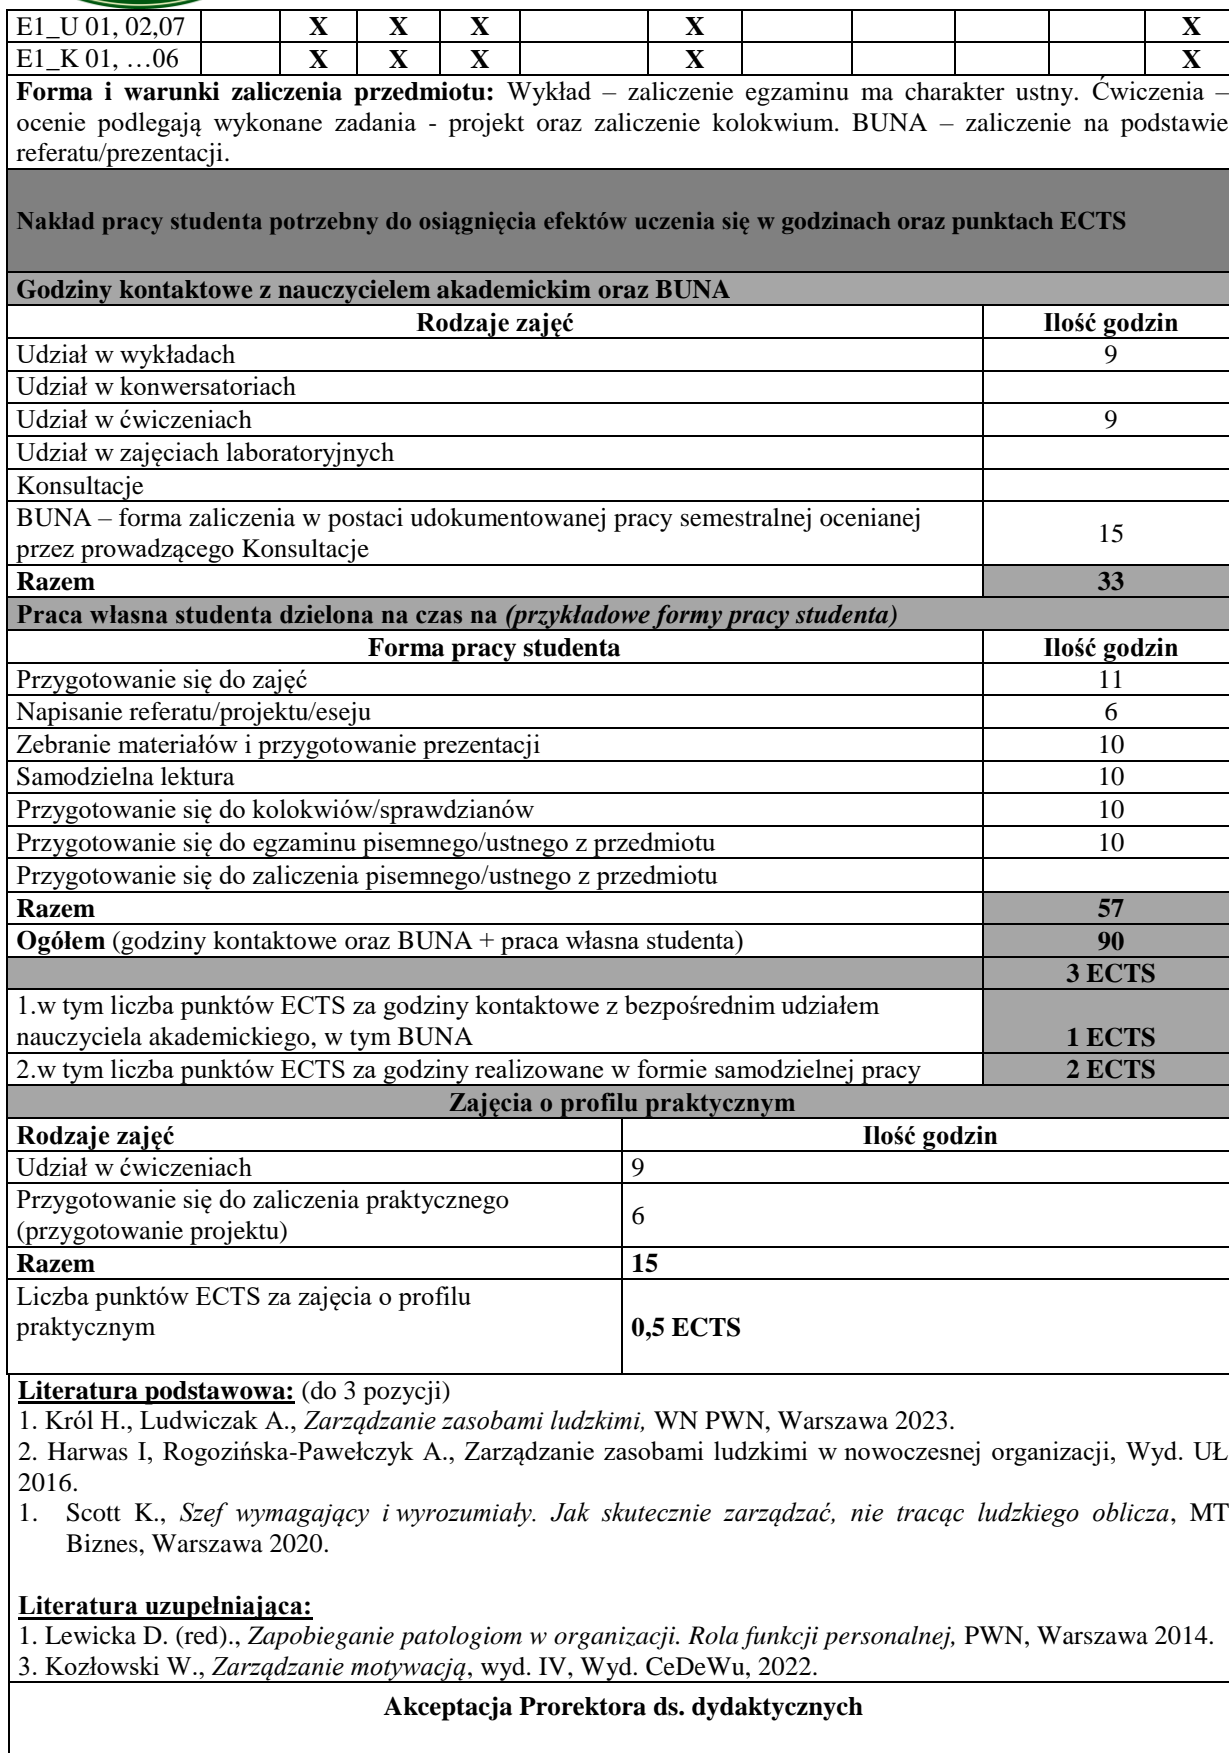 E1_U 01, 02,07 X X X X X
E1_K 01, …06 X X X X X
Forma i warunki zaliczenia przedmiotu: Wykład – zaliczenie egzaminu ma charakter ustny. Ćwiczenia –
ocenie podlegają wykonane zadania - projekt oraz zaliczenie kolokwium. BUNA – zaliczenie na podstawie
referatu/prezentacji.
Nakład pracy studenta potrzebny do osiągnięcia efektów uczenia się w godzinach oraz punktach ECTS
Godziny kontaktowe z nauczycielem akademickim oraz BUNA
Rodzaje zajęć Ilość godzin
Udział w wykładach 9
Udział w konwersatoriach
Udział w ćwiczeniach 9
Udział w zajęciach laboratoryjnych
Konsultacje
BUNA – forma zaliczenia w postaci udokumentowanej pracy semestralnej ocenianej
przez prowadzącego Konsultacje 15
Razem 33
Praca własna studenta dzielona na czas na (przykładowe formy pracy studenta)
Forma pracy studenta Ilość godzin
Przygotowanie się do zajęć 11
Napisanie referatu/projektu/eseju 6
Zebranie materiałów i przygotowanie prezentacji 10
Samodzielna lektura 10
Przygotowanie się do kolokwiów/sprawdzianów 10
Przygotowanie się do egzaminu pisemnego/ustnego z przedmiotu 10
Przygotowanie się do zaliczenia pisemnego/ustnego z przedmiotu
Razem 57
Ogółem (godziny kontaktowe oraz BUNA + praca własna studenta) 90
3 ECTS
1.w tym liczba punktów ECTS za godziny kontaktowe z bezpośrednim udziałem
nauczyciela akademickiego, w tym BUNA 1 ECTS
2.w tym liczba punktów ECTS za godziny realizowane w formie samodzielnej pracy 2 ECTS
Zajęcia o profilu praktycznym
Rodzaje zajęć Ilość godzin
Udział w ćwiczeniach 9
Przygotowanie się do zaliczenia praktycznego
(przygotowanie projektu) 6
Razem 15
Liczba punktów ECTS za zajęcia o profilu
praktycznym 0,5 ECTS
Literatura podstawowa: (do 3 pozycji)
1. Król H., Ludwiczak A., Zarządzanie zasobami ludzkimi, WN PWN, Warszawa 2023.
2. Harwas I, Rogozińska-Pawełczyk A., Zarządzanie zasobami ludzkimi w nowoczesnej organizacji, Wyd. UŁ
2016.
1. Scott K., Szef wymagający i wyrozumiały. Jak skutecznie zarządzać, nie tracąc ludzkiego oblicza, MT
Biznes, Warszawa 2020.
Literatura uzupełniająca:
1. Lewicka D. (red)., Zapobieganie patologiom w organizacji. Rola funkcji personalnej, PWN, Warszawa 2014.
3. Kozłowski W., Zarządzanie motywacją, wyd. IV, Wyd. CeDeWu, 2022.
Akceptacja Prorektora ds. dydaktycznych